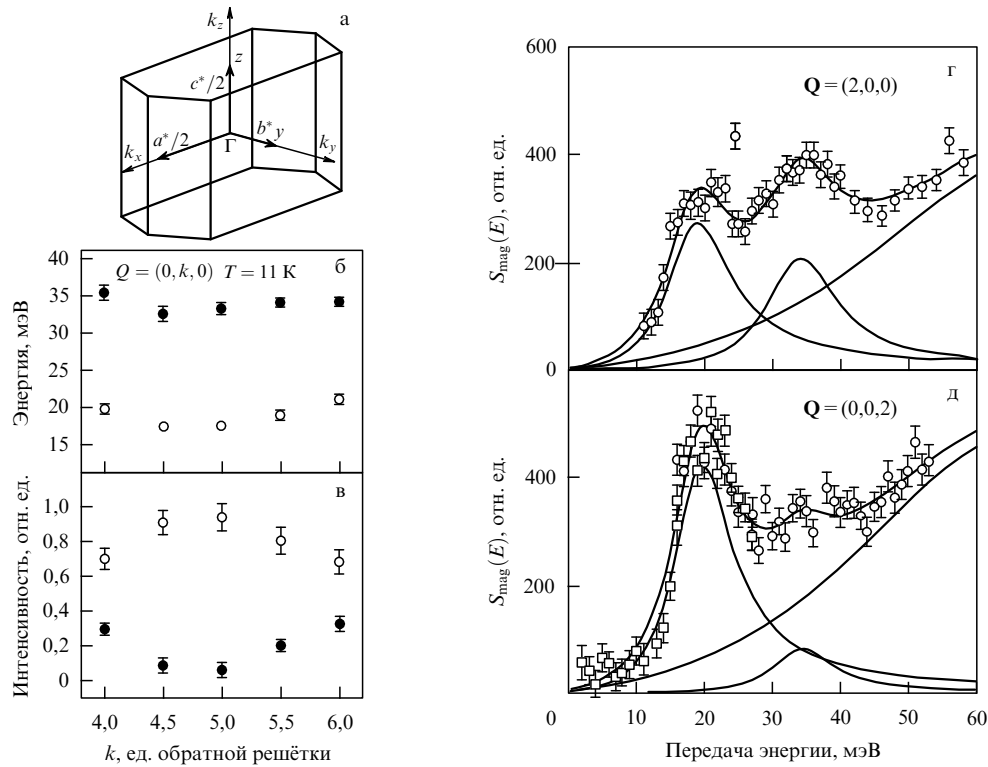 а
k_z
z
c*/2
a*/2
b*
y
k_x
Γ
k_y
40
35
30
20
15
Энергия, мэВ
Q = (0, k, 0) T = 11 K
б
1,0
0,8
0,6
0,4
0,2
0
Интенсивность, отн. ед.
в
4,0 4,5 5,0 5,5 6,0
k, ед. обратной решётки
600
400
200
0
S_mag(E), отн. ед.
Q = (2,0,0)
г
400
200
S_mag(E), отн. ед.
Q = (0,0,2)
д
0 10 20 30 40 50 60
Передача энергии, мэВ